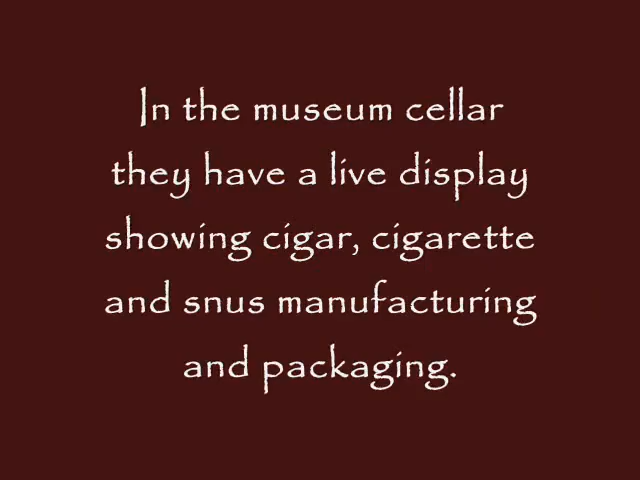 In the museum cellar
they have a live display
showing cigar, cigarette
and snus manufacturing
and packaging.